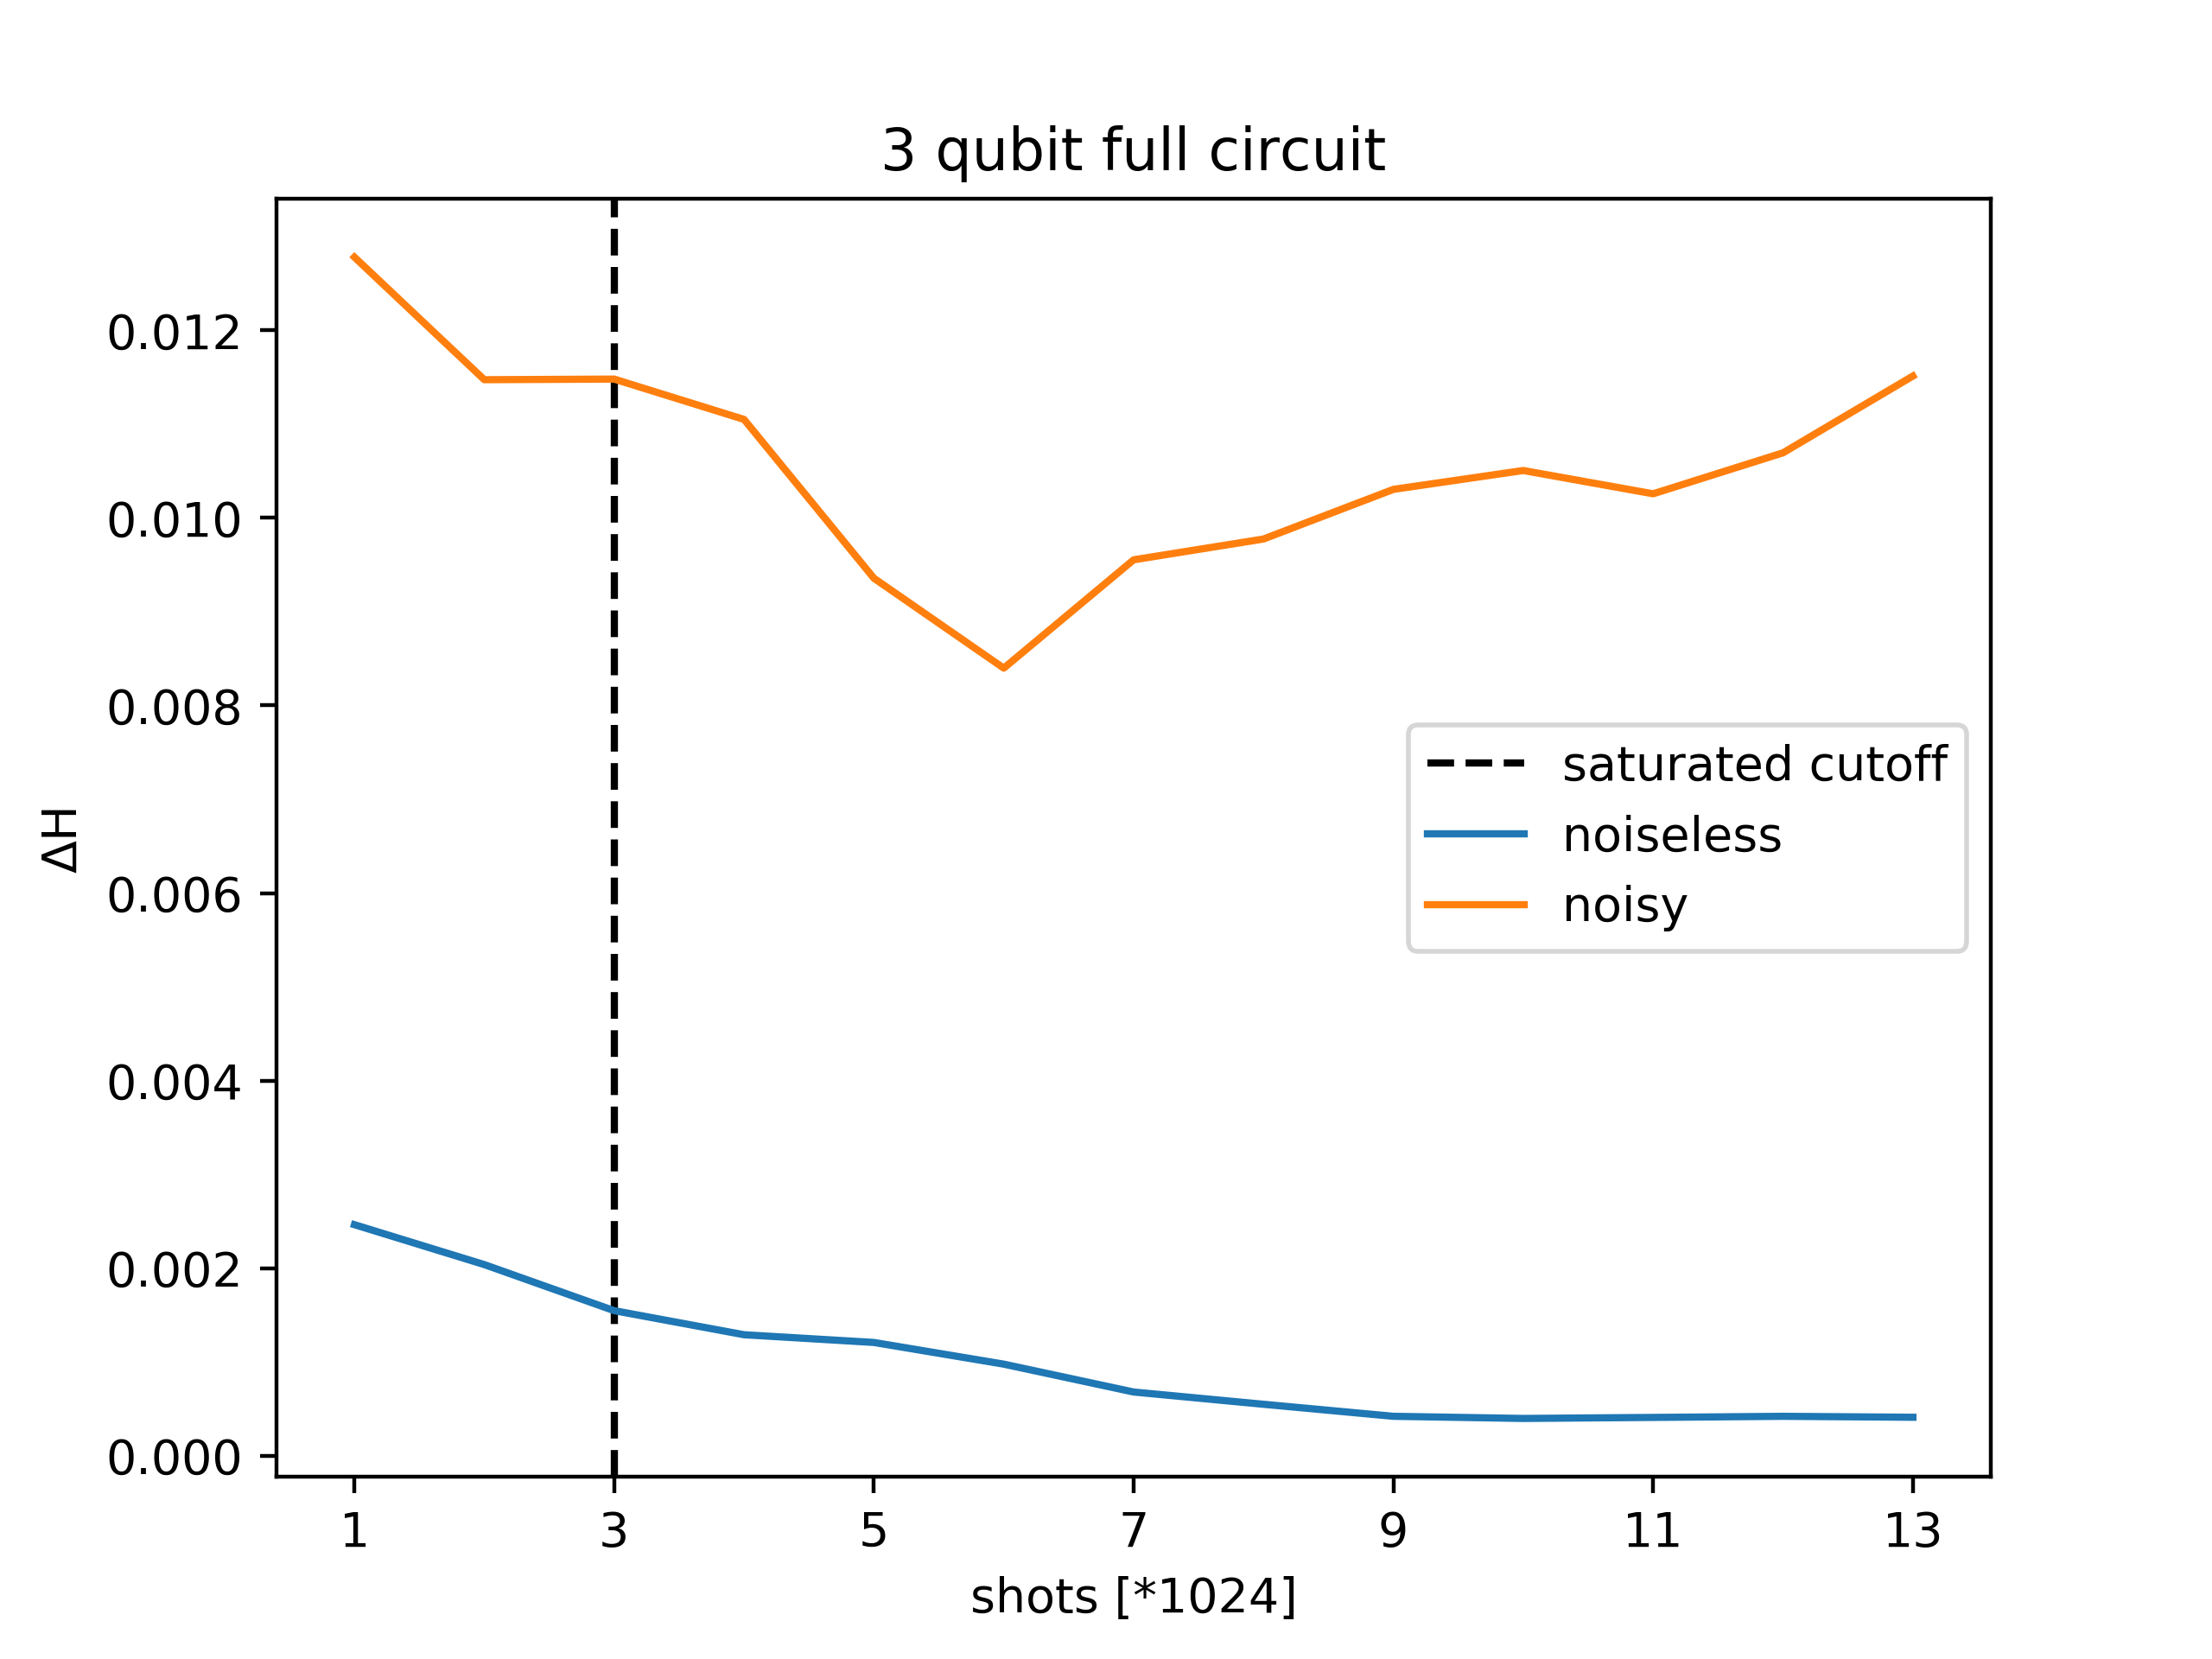 3 qubit full circuit
0.012
0.010
0.008
0.006
0.004
0.002
0.000
ΔH
saturated cutoff
noiseless
noisy
1 3 5 7 9 11 13
shots [*1024]